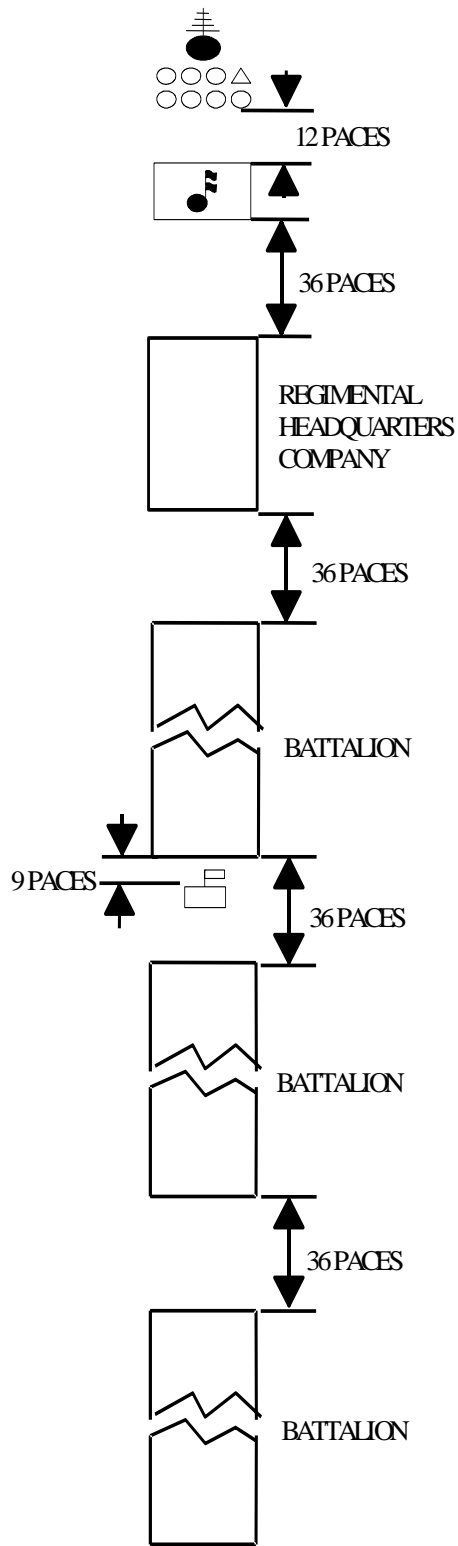 12 PACES
36 PACES
REGIMENTAL
HEADQUARTERS
COMPANY
36 PACES
BATTALION
9 PACES
36 PACES
BATTALION
36 PACES
BATTALION